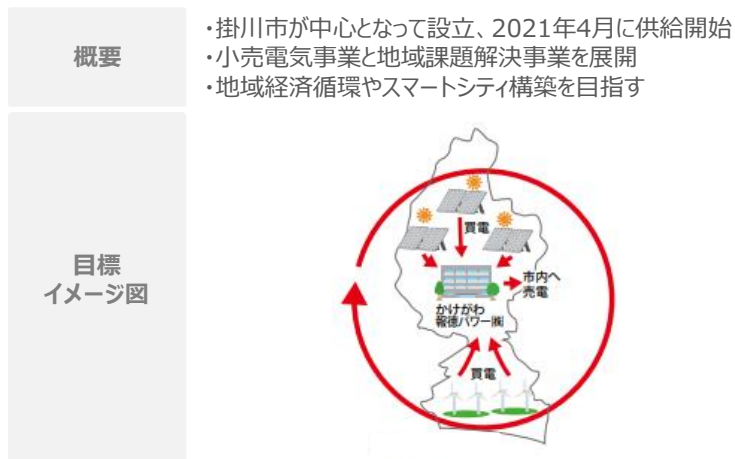 概要
・掛川市が中心となって設立、2021年4月に供給開始
・小売電気事業と地域課題解決事業を展開
・地域経済循環やスマートシティ構築を目指す
目標
イメージ図
買電
市内へ
売電
かけがわ
報徳パワー㈱
買電